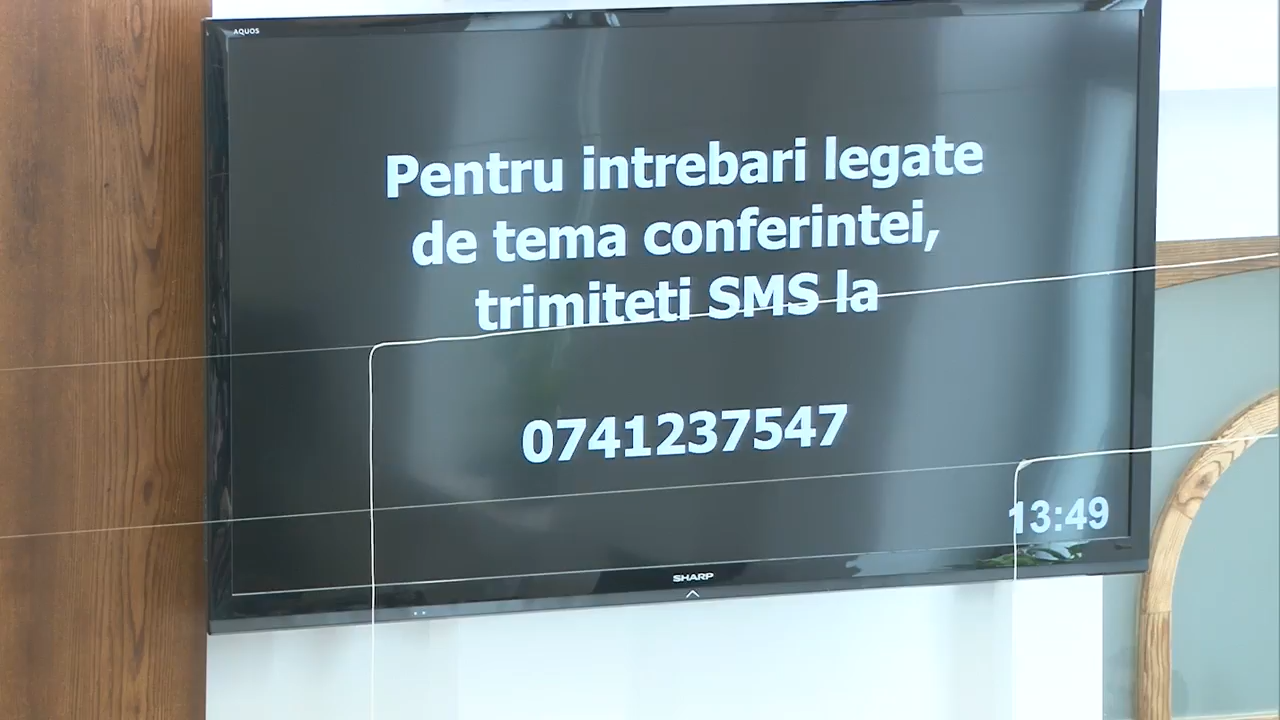 AQUOS
Pentru intrebari legate
de tema conferintei,
trimiteti SMS la
0741237547
13:49
SHARP